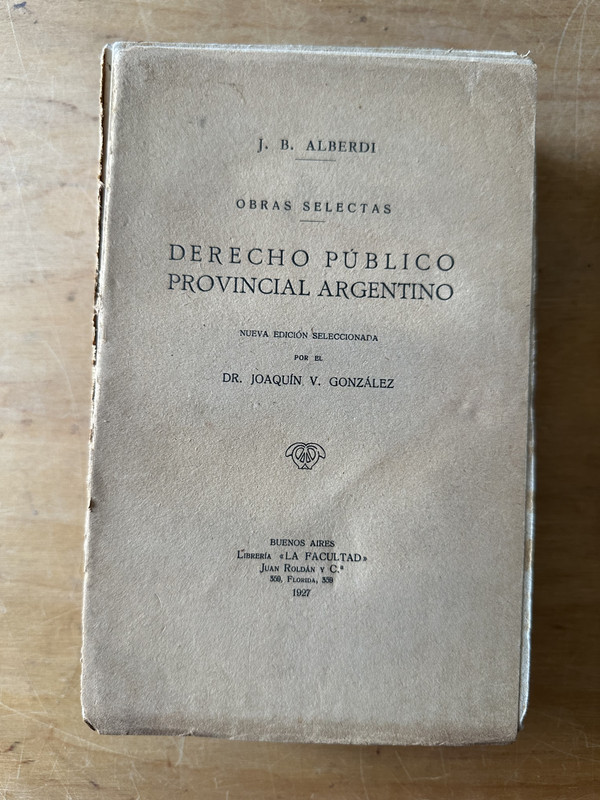 J. B. ALBERDI
OBRAS SELECTAS
DERECHO PÚBLICO
PROVINCIAL ARGENTINO
NUEVA EDICIÓN SELECCIONADA
POR EL
DR. JOAQUÍN V. GONZÁLEZ
BUENOS AIRES
LIBRERÍA «LA FACULTAD»
JUAN ROLDÁN Y C.ª
359, FLORIDA, 359
1927